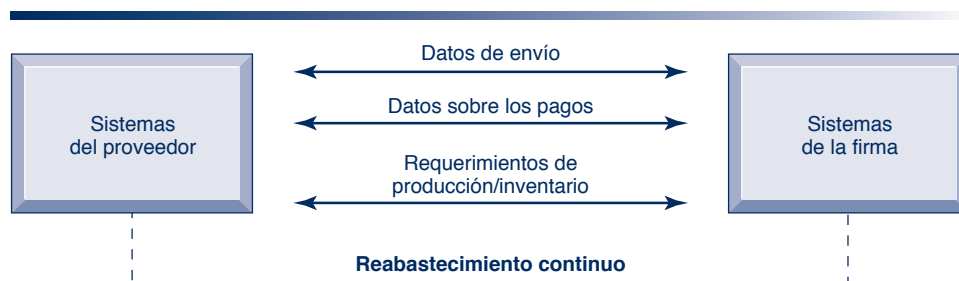 Datos de envío
Datos sobre los pagos
Sistemas
del proveedor
Sistemas
de la firma
Requerimientos de
producción/inventario
Reabastecimiento continuo